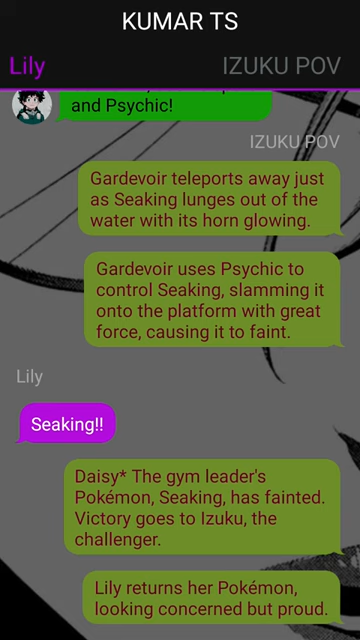 KUMAR TS
Lily IZUKU POV
and Psychic!
IZUKU POV
Gardevoir teleports away just
as Seaking lunges out of the
water with its horn glowing.
Gardevoir uses Psychic to
control Seaking, slamming it
onto the platform with great
force, causing it to faint.
Lily
Seaking!!
Daisy* The gym leader's
Pokémon, Seaking, has fainted.
Victory goes to Izuku, the
challenger.
Lily returns her Pokémon,
looking concerned but proud.